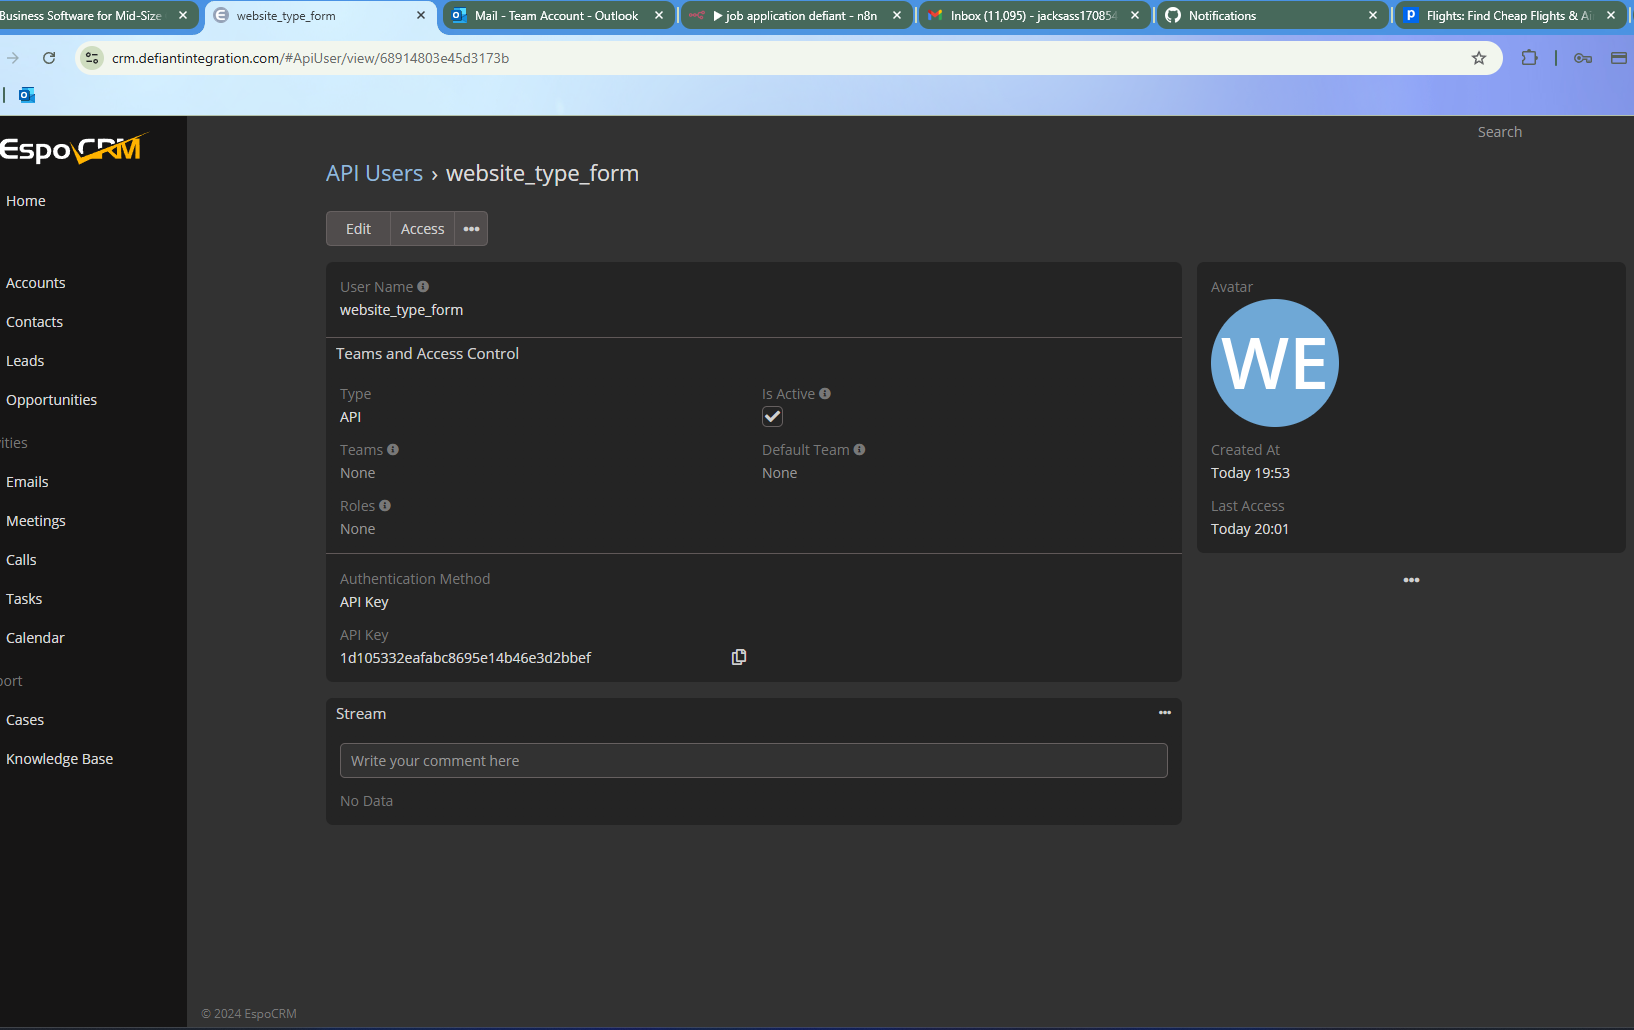 Business Software for Mid-Size
website_type_form
Mail - Team Account - Outlook
job application defiant - n8n
Inbox (11,095) - jacksass170854
Notifications
Flights: Find Cheap Flights & Ai
crm.defiantintegration.com/#ApiUser/view/68914803e45d3173b
EspoCRM
Search
Home
Accounts
Contacts
Leads
Opportunities
ities
Emails
Meetings
Calls
Tasks
Calendar
port
Cases
Knowledge Base
API Users › website_type_form
Edit
Access
User Name
website_type_form
Teams and Access Control
Type
API
Is Active
Teams
None
Default Team
None
Roles
None
Authentication Method
API Key
API Key
1d105332eafabc8695e14b46e3d2bbef
Stream
Write your comment here
No Data
Avatar
WE
Created At
Today 19:53
Last Access
Today 20:01
© 2024 EspoCRM